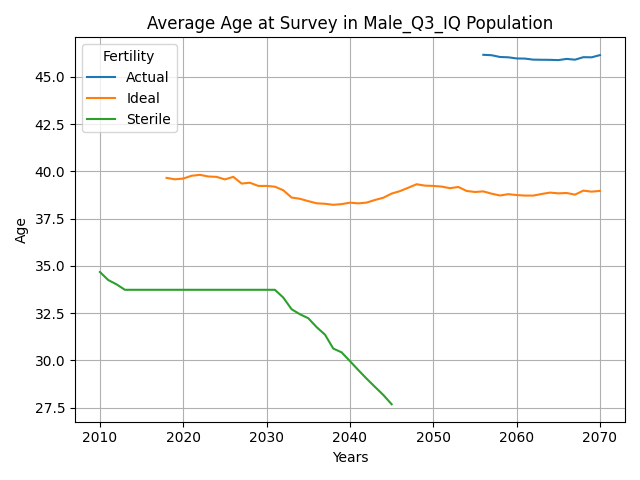 Average Age at Survey in Male_Q3_IQ Population
Fertility
Actual
Ideal
Sterile
Age
45.0
42.5
40.0
37.5
35.0
32.5
30.0
27.5
2010 2020 2030 2040 2050 2060 2070
Years